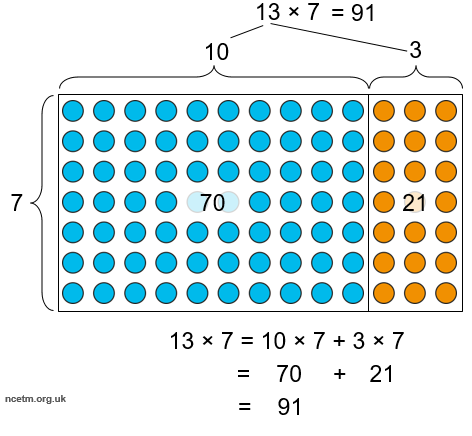 13 × 7 = 91
10 3
7
70 21
13 × 7 = 10 × 7 + 3 × 7
= 70 + 21
= 91
ncetm.org.uk